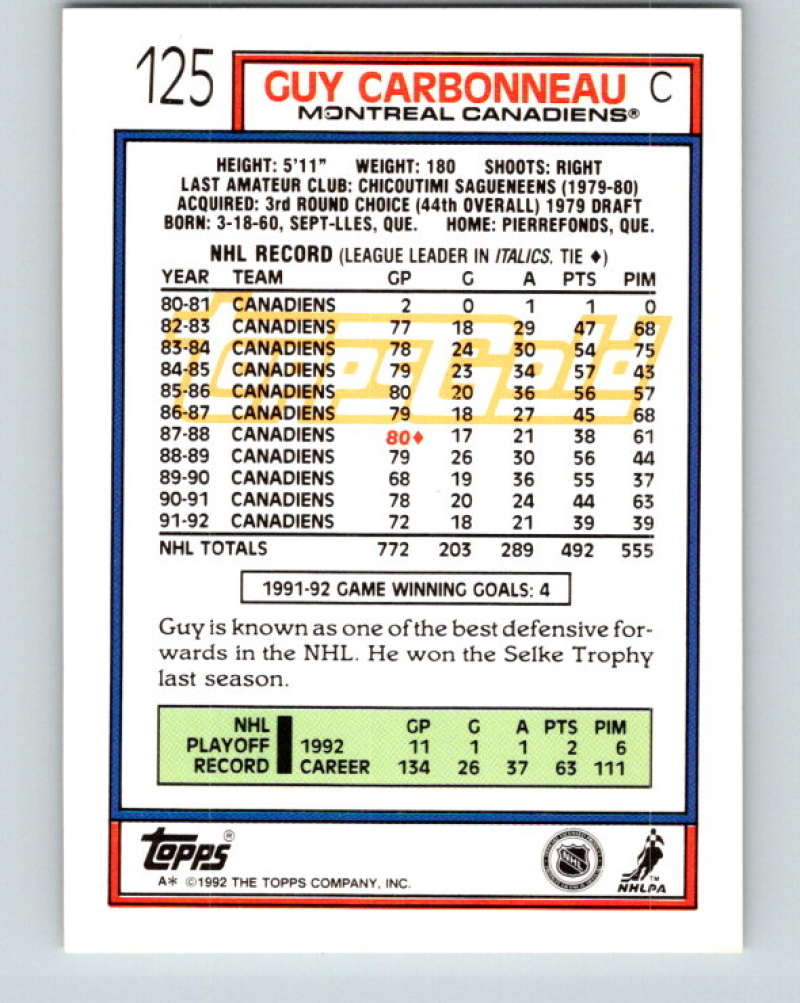 125
GUY CARBONNEAU C
MONTREAL CANADIENS®
HEIGHT: 5'11" WEIGHT: 180 SHOOTS: RIGHT
LAST AMATEUR CLUB: CHICOUTIMI SAGUENEENS (1979-80)
ACQUIRED: 3rd ROUND CHOICE (44th OVERALL) 1979 DRAFT
BORN: 3-18-60, SEPT-LLES, QUE. HOME: PIERREFONDS, QUE.
NHL RECORD (LEAGUE LEADER IN ITALICS. TIE ♦)
YEAR TEAM GP G A PTS PIM
80-81 CANADIENS 2 0 1 1 0
82-83 CANADIENS 77 18 29 47 68
83-84 CANADIENS 78 24 30 54 75
84-85 CANADIENS 79 23 34 57 43
85-86 CANADIENS 80 20 36 56 57
86-87 CANADIENS 79 18 27 45 68
87-88 CANADIENS 80♦ 17 21 38 61
88-89 CANADIENS 79 26 30 56 44
89-90 CANADIENS 68 19 36 55 37
90-91 CANADIENS 78 20 24 44 63
91-92 CANADIENS 72 18 21 39 39
Topps Gold
NHL TOTALS 772 203 289 492 555
1991-92 GAME WINNING GOALS: 4
Guy is known as one of the best defensive for-
wards in the NHL. He won the Selke Trophy
last season.
NHL GP G A PTS PIM
PLAYOFF 1992 11 1 1 2 6
RECORD CAREER 134 26 37 63 111
TOPPS®
A* ©1992 THE TOPPS COMPANY, INC.
NHL
NHLPA™